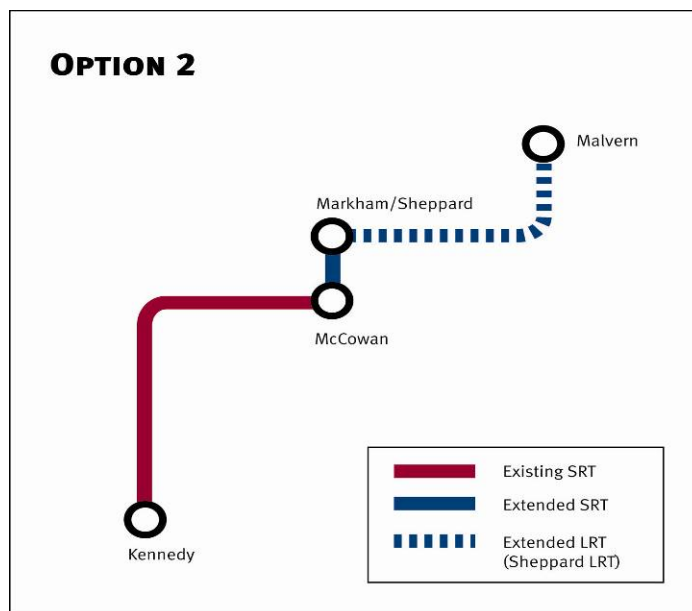 OPTION 2
Malvern
Markham/Sheppard
McCowan
Kennedy
Existing SRT
Extended SRT
Extended LRT
(Sheppard LRT)